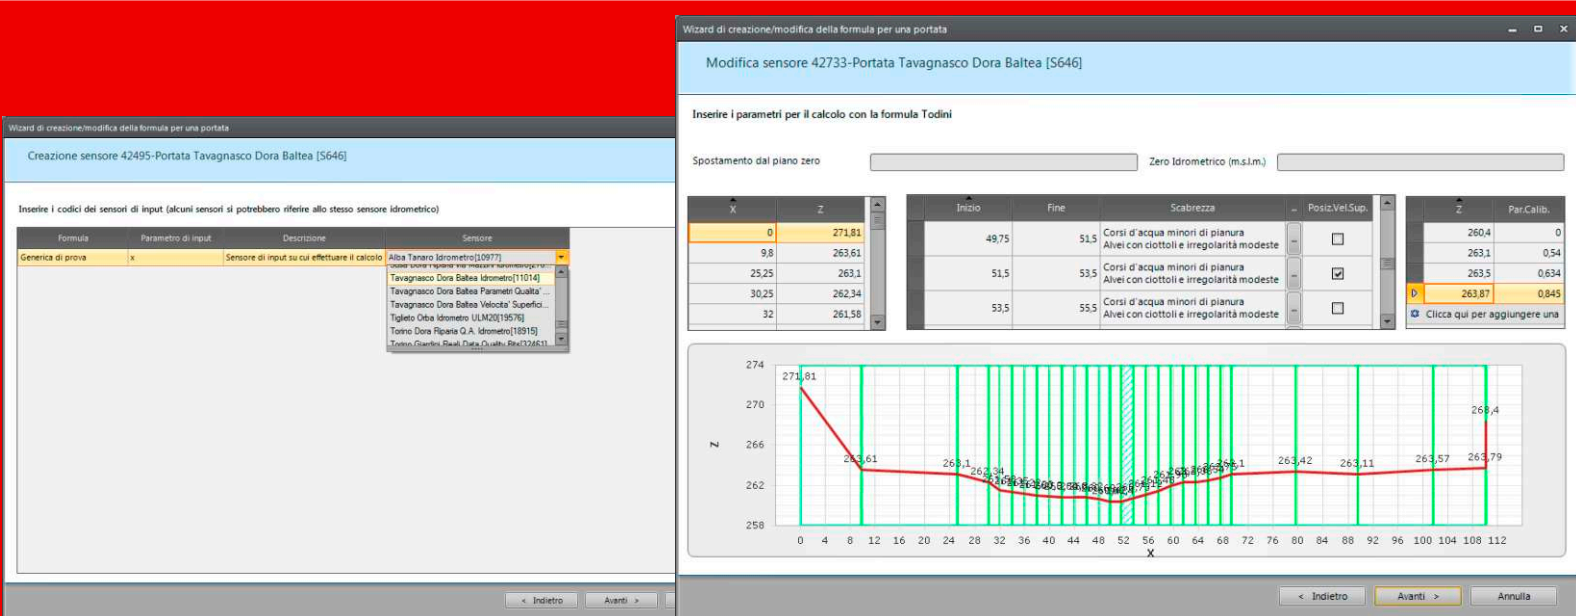 Wizard di creazione/modifica della formula per una portata
Creazione sensore 42495-Portata Tavagnasco Dora Baltea [S646]
Inserire i codici dei sensori di input (alcuni sensori si potrebbero riferire allo stesso sensore idrometrico)
Formula Parametro di input Descrizione Sensore
Generica di prova x Sensore di input su cui effettuare il calcolo Alba Tanaro Idrometro[10977]
Tavagnasco Dora Baltea Idrometro[11014]
Tavagnasco Dora Baltea Parametri Qualita' ...
Tavagnasco Dora Baltea Velocita' Superfici...
Tiglieto Orba Idrometro ULM20[19576]
Torino Dora Riparia Q.A. Idrometro[18915]
Torino Giardini Reali Data Quality Btx[32461]
< Indietro Avanti >
Wizard di creazione/modifica della formula per una portata
Modifica sensore 42733-Portata Tavagnasco Dora Baltea [S646]
Inserire i parametri per il calcolo con la formula Todini
Spostamento dal piano zero Zero Idrometrico (m.s.l.m.)
X Z
0 271,81
9,8 263,61
25,25 263,1
30,25 262,34
32 261,58
Inizio Fine Scabrezza ... Posiz.Vel.Sup.
49,75 51,5 Corsi d'acqua minori di pianura
Alvei con ciottoli e irregolarità modeste ...
51,5 53,5 Corsi d'acqua minori di pianura
Alvei con ciottoli e irregolarità modeste ...
53,5 55,5 Corsi d'acqua minori di pianura
Alvei con ciottoli e irregolarità modeste ...
Z Par.Calib.
260,4 0
263,1 0,54
263,5 0,634
263,87 0,845
Clicca qui per aggiungere una
274
270
266
262
258
Z
271,81
263,61
263,1
262,34
263,42
263,11
263,57
263,79
268,4
0 4 8 12 16 20 24 28 32 36 40 44 48 52 56 60 64 68 72 76 80 84 88 92 96 100 104 108 112
X
< Indietro Avanti > Annulla